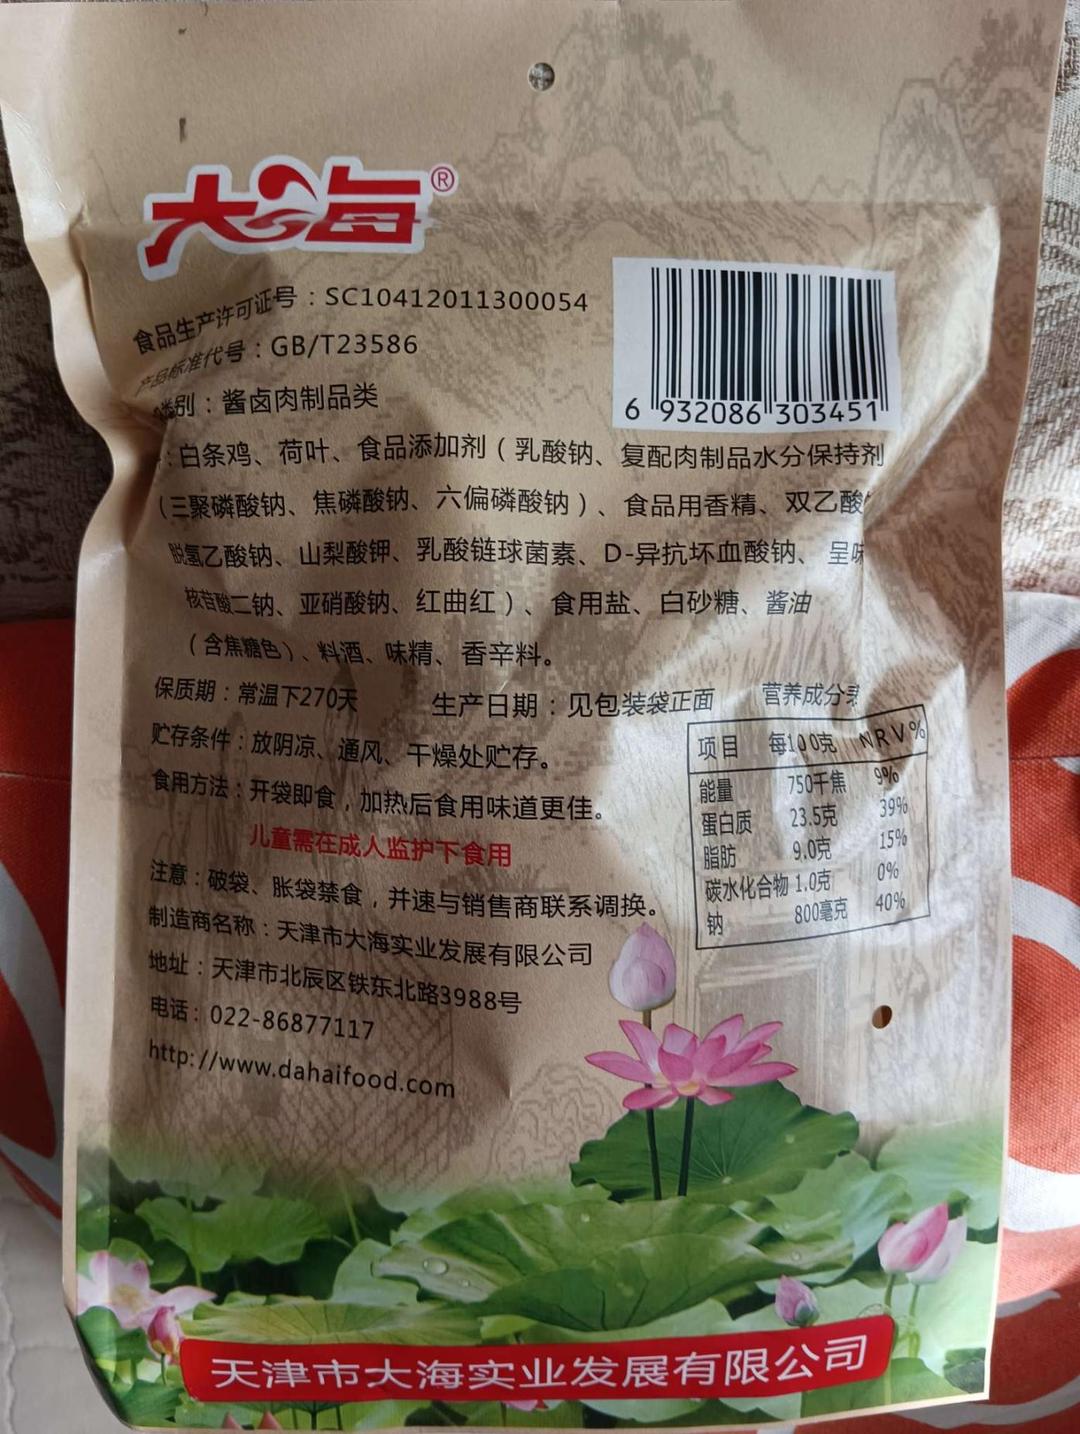 大海®
食品生产许可证号：SC10412011300054
产品标准代号：GB/T23586
类别：酱卤肉制品类
：白条鸡、荷叶、食品添加剂（乳酸钠、复配肉制品水分保持剂
（三聚磷酸钠、焦磷酸钠、六偏磷酸钠）、食品用香精、双乙酸
脱氢乙酸钠、山梨酸钾、乳酸链球菌素、D-异抗坏血酸钠、呈味
核苷酸二钠、亚硝酸钠、红曲红）、食用盐、白砂糖、酱油
（含焦糖色）、料酒、味精、香辛料。
保质期：常温下270天 生产日期：见包装袋正面
贮存条件：放阴凉、通风、干燥处贮存。
食用方法：开袋即食，加热后食用味道更佳。
儿童需在成人监护下食用
注意：破袋、胀袋禁食，并速与销售商联系调换。
制造商名称：天津市大海实业发展有限公司
地址：天津市北辰区铁东北路3988号
电话：022-86877117
http://www.dahaifood.com
6 932086 303451
营养成分表
项目 每100克 NRV%
能量 750千焦 9%
蛋白质 23.5克 39%
脂肪 9.0克 15%
碳水化合物 1.0克 0%
钠 800毫克 40%
天津市大海实业发展有限公司